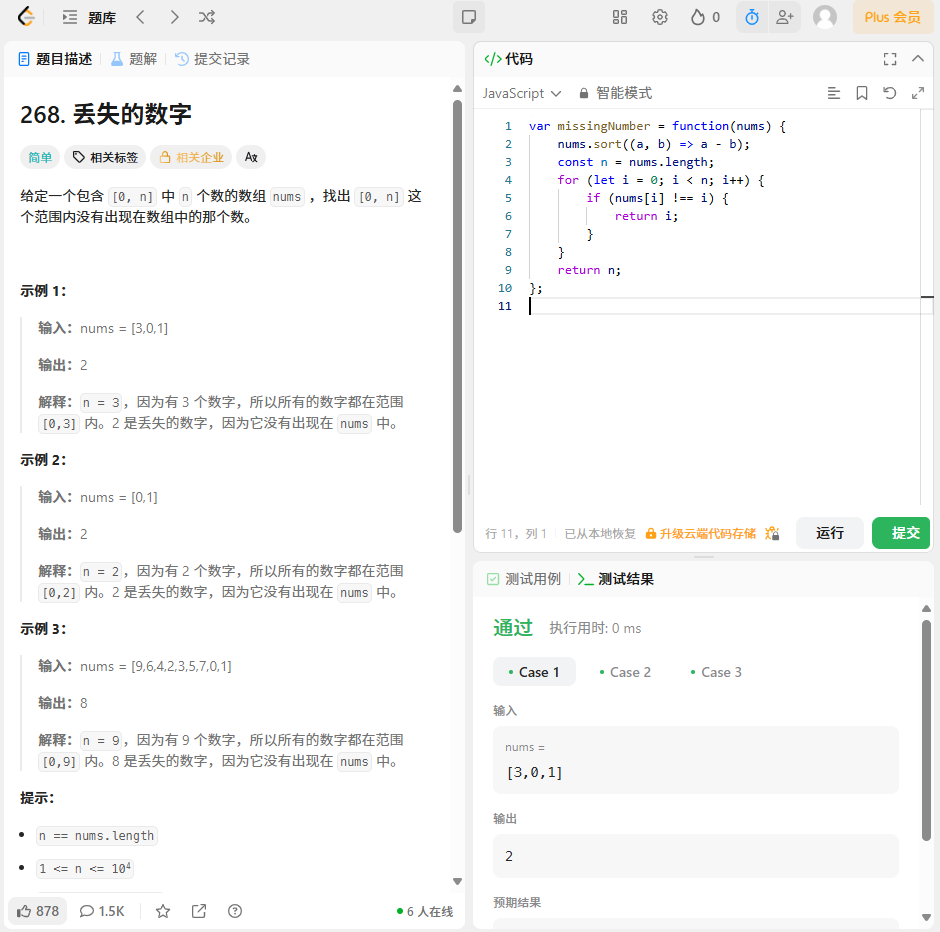 题库
0
Plus 会员
题目描述
题解
提交记录
268. 丢失的数字
简单
相关标签
相关企业
给定一个包含 [0, n] 中 n 个数的数组 nums ，找出 [0, n] 这
个范围内没有出现在数组中的那个数。
示例 1：
输入：nums = [3,0,1]
输出：2
解释：n = 3，因为有 3 个数字，所以所有的数字都在范围
[0,3] 内。2 是丢失的数字，因为它没有出现在 nums 中。
示例 2：
输入：nums = [0,1]
输出：2
解释：n = 2，因为有 2 个数字，所以所有的数字都在范围
[0,2] 内。2 是丢失的数字，因为它没有出现在 nums 中。
示例 3：
输入：nums = [9,6,4,2,3,5,7,0,1]
输出：8
解释：n = 9，因为有 9 个数字，所以所有的数字都在范围
[0,9] 内。8 是丢失的数字，因为它没有出现在 nums 中。
提示：
n == nums.length
1 <= n <= 10⁴
878
1.5K
6 人在线
</> 代码
JavaScript
智能模式
1 var missingNumber = function(nums) {
2     nums.sort((a, b) => a - b);
3     const n = nums.length;
4     for (let i = 0; i < n; i++) {
5         if (nums[i] !== i) {
6             return i;
7         }
8     }
9     return n;
10 };
11
行 11，列 1
已从本地恢复
升级云端代码存储
运行
提交
测试用例
测试结果
通过
执行用时: 0 ms
Case 1
Case 2
Case 3
输入
nums =
[3,0,1]
输出
2
预期结果